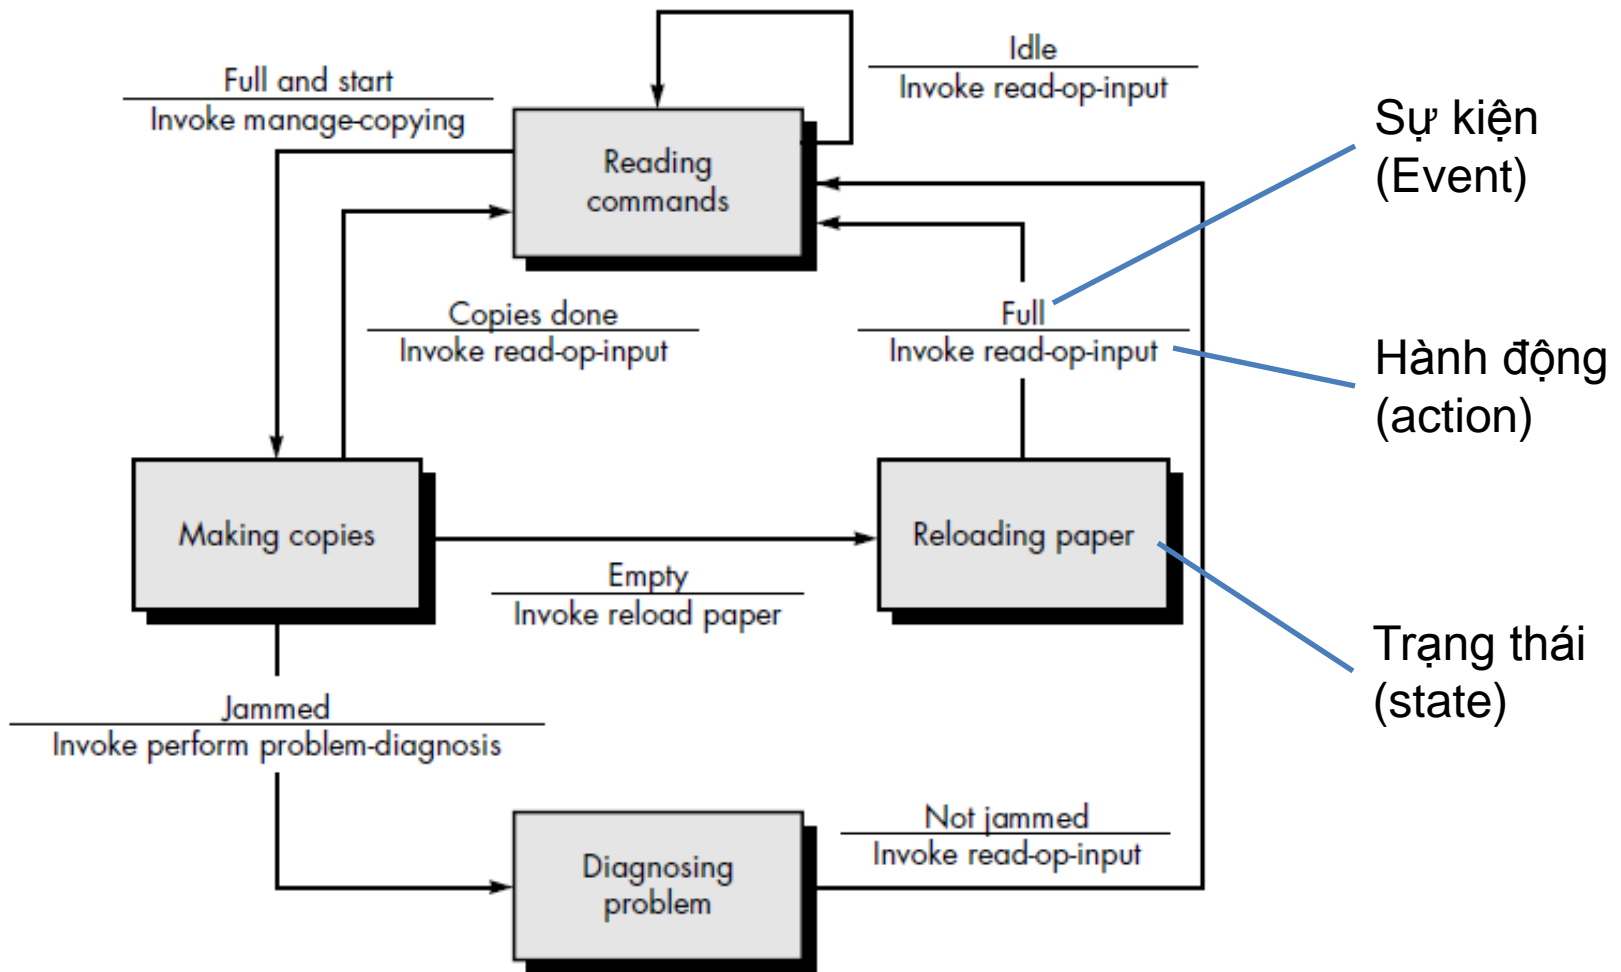 Idle
Invoke read-op-input
Full and start
Invoke manage-copying
Reading
commands
Sự kiện
(Event)
Copies done
Invoke read-op-input
Full
Invoke read-op-input
Hành động
(action)
Making copies
Reloading paper
Empty
Invoke reload paper
Trạng thái
(state)
Jammed
Invoke perform problem-diagnosis
Not jammed
Invoke read-op-input
Diagnosing
problem